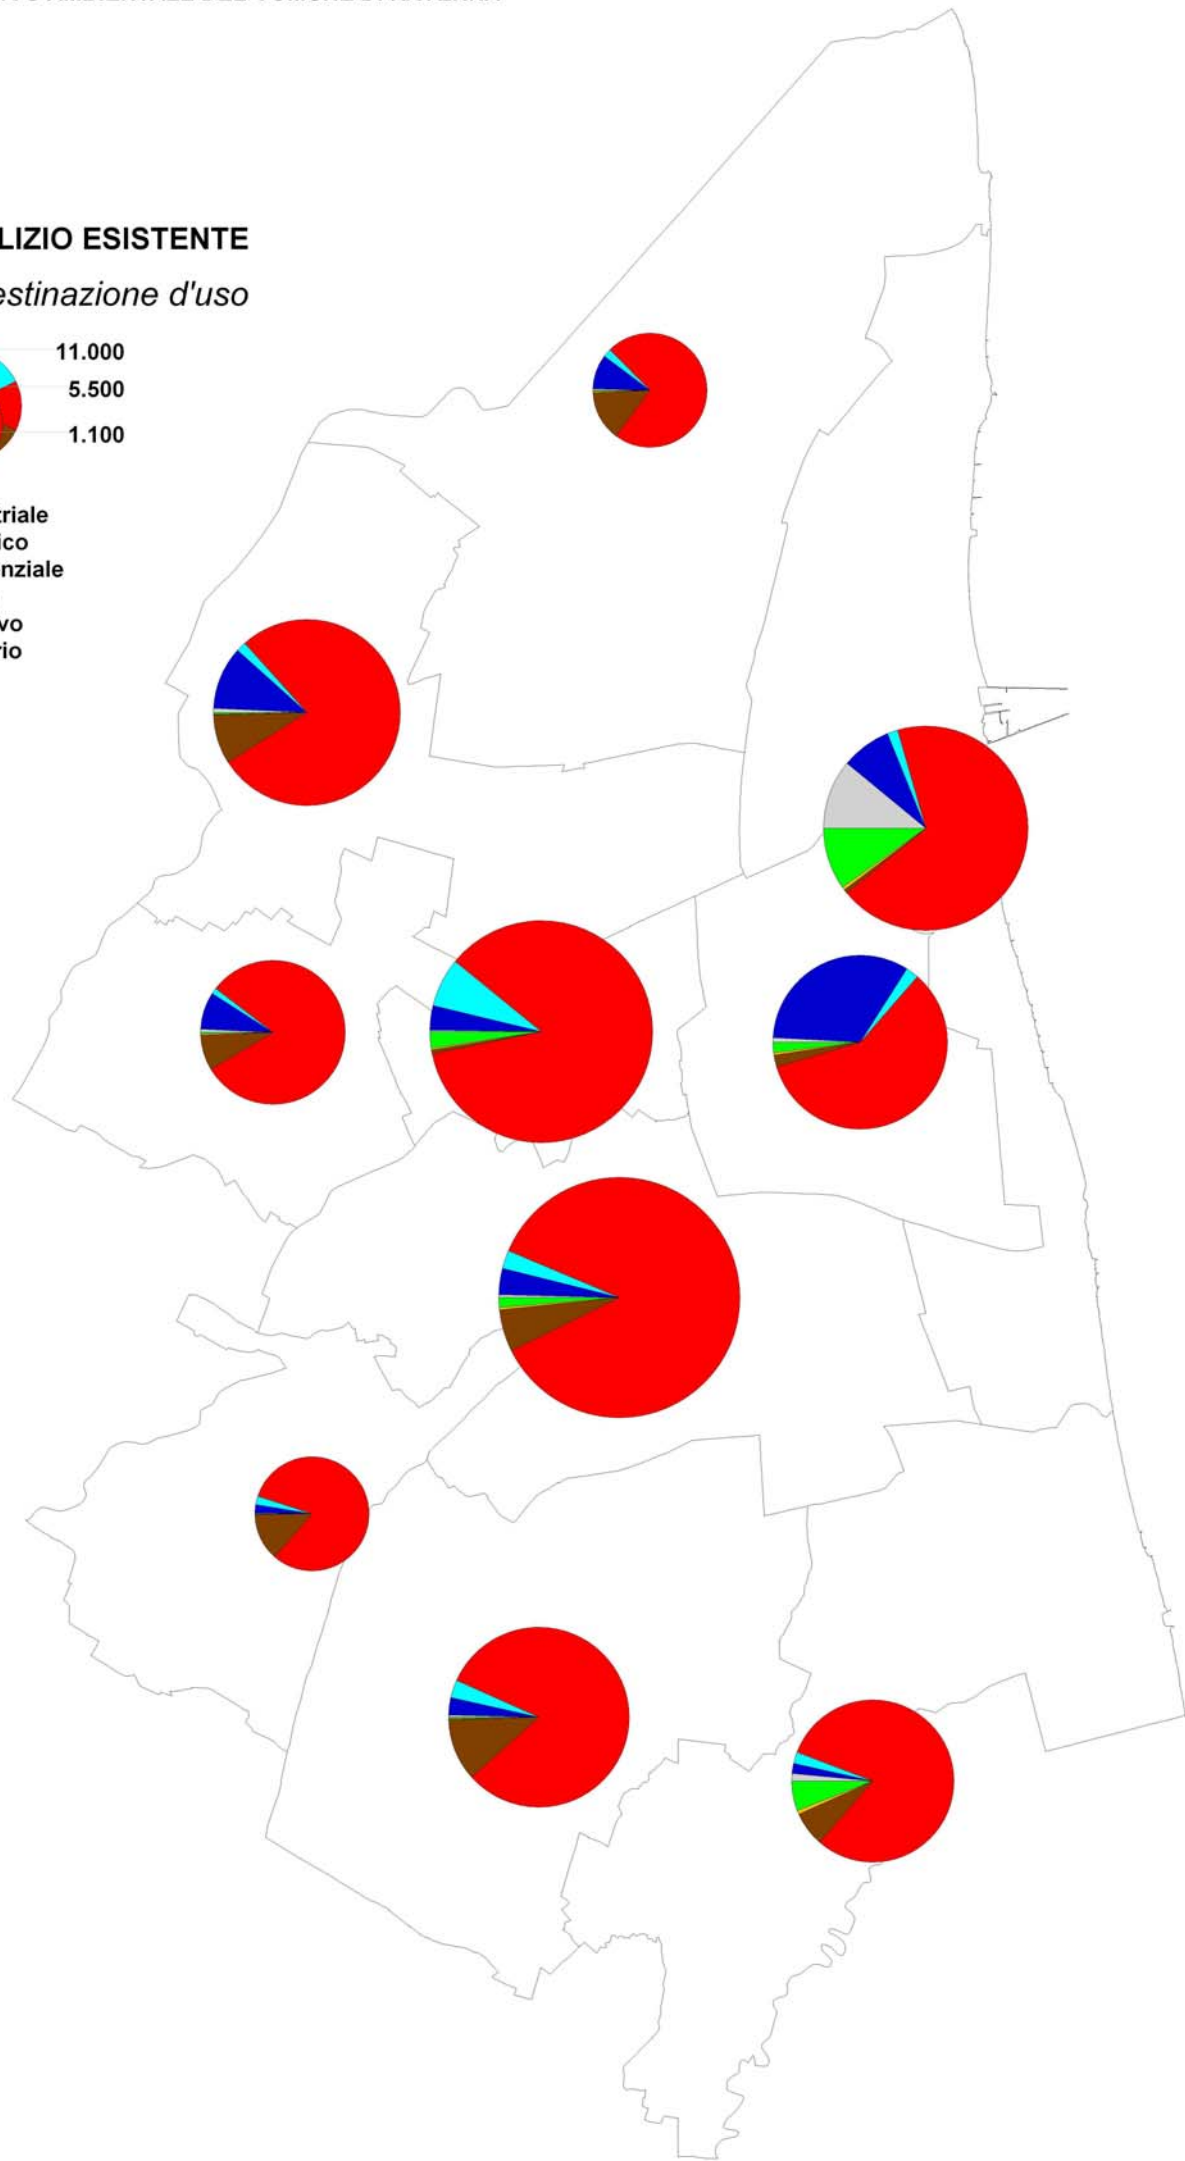 LIZIO ESISTENTE
estinazione d'uso
11.000
5.500
1.100
triale
ico
nziale
vo
rio